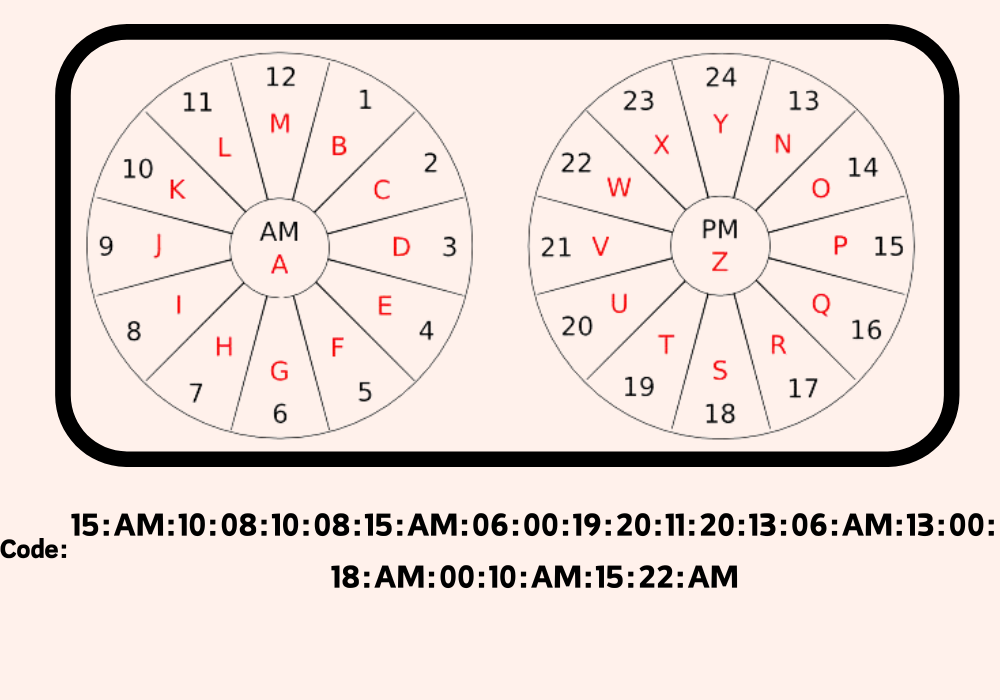 12
11
1
M
L
B
10
2
K
C
AM
9
J
A
D
3
I
E
8
4
H
F
G
7
5
6
24
23
13
Y
X
N
22
14
W
O
PM
21
V
Z
P
15
U
Q
20
16
T
R
S
19
17
18
Code:
15:AM:10:08:10:08:15:AM:06:00:19:20:11:20:13:06:AM:13:00:
18:AM:00:10:AM:15:22:AM